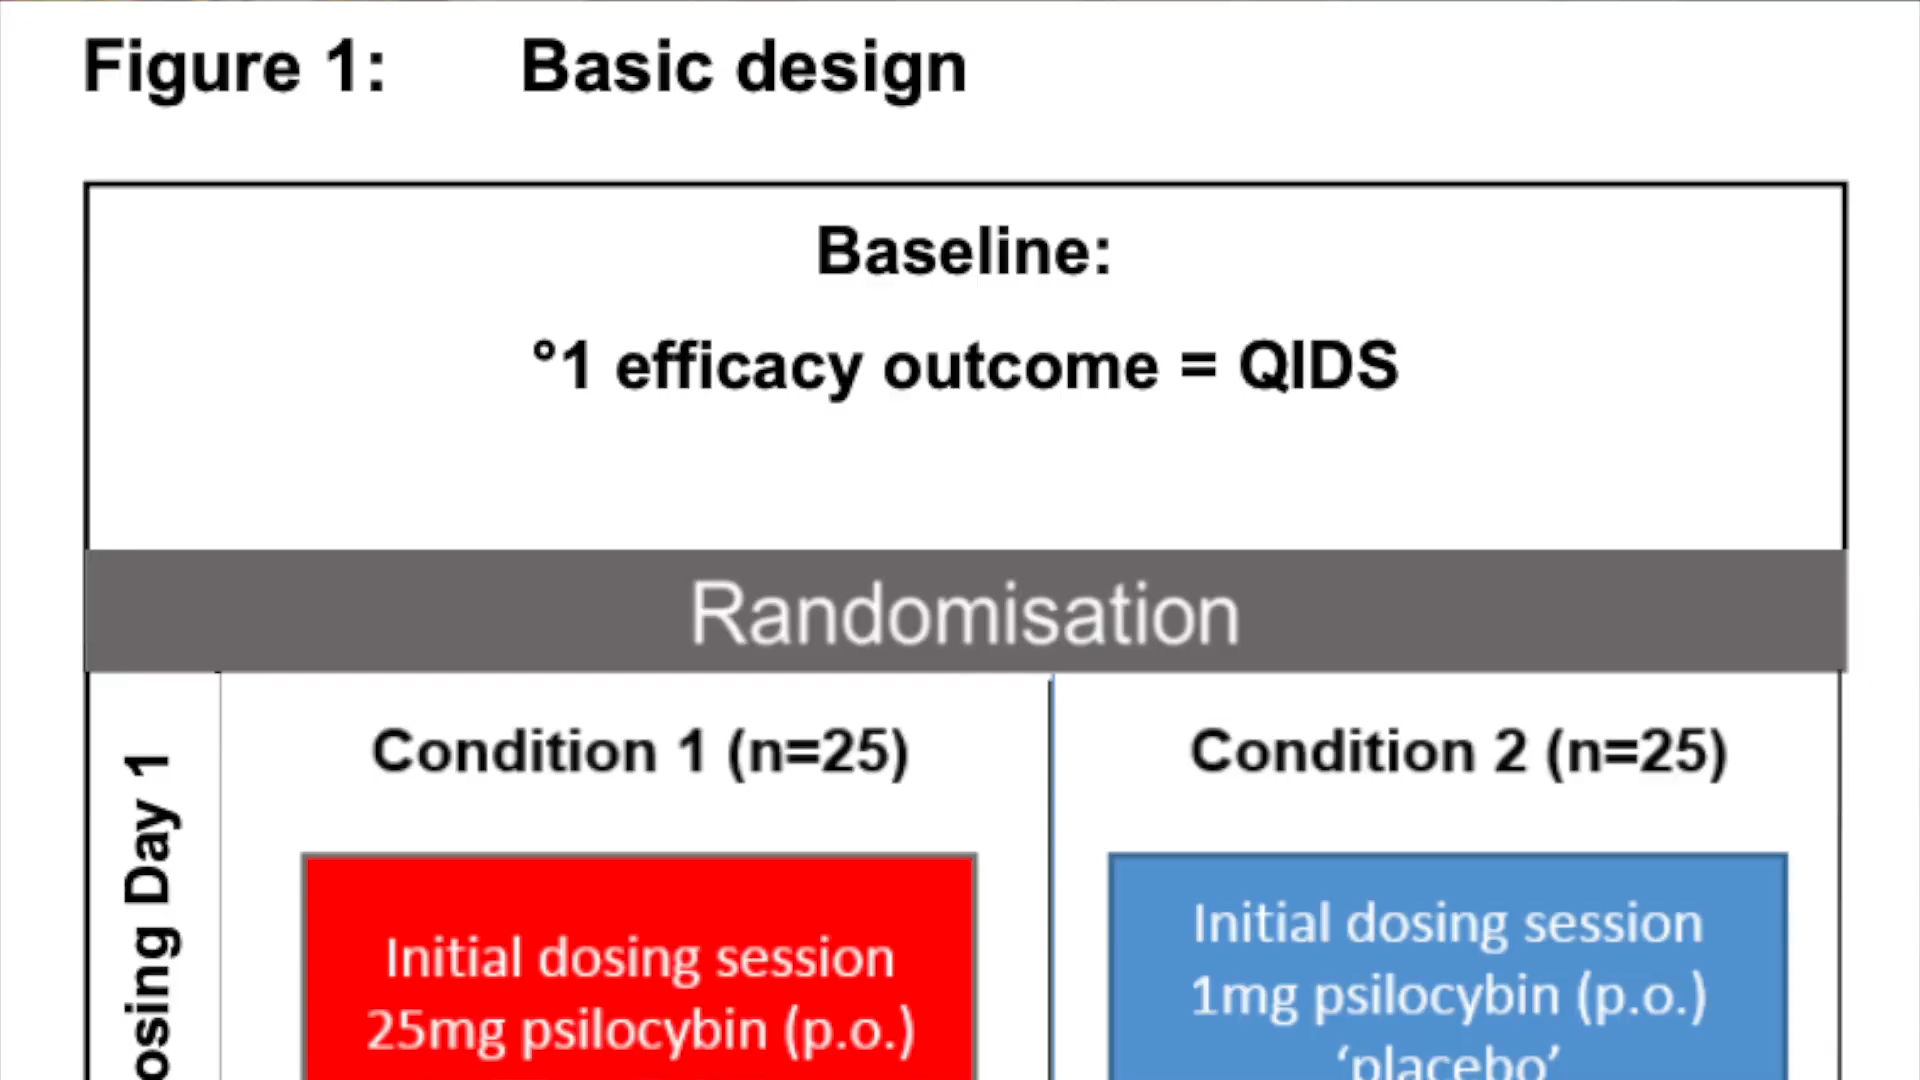 Figure 1: Basic design
Baseline:
°1 efficacy outcome = QIDS
Randomisation
Condition 1 (n=25)
Condition 2 (n=25)
osing Day 1
Initial dosing session
25mg psilocybin (p.o.)
Initial dosing session
1mg psilocybin (p.o.)
‘placebo’